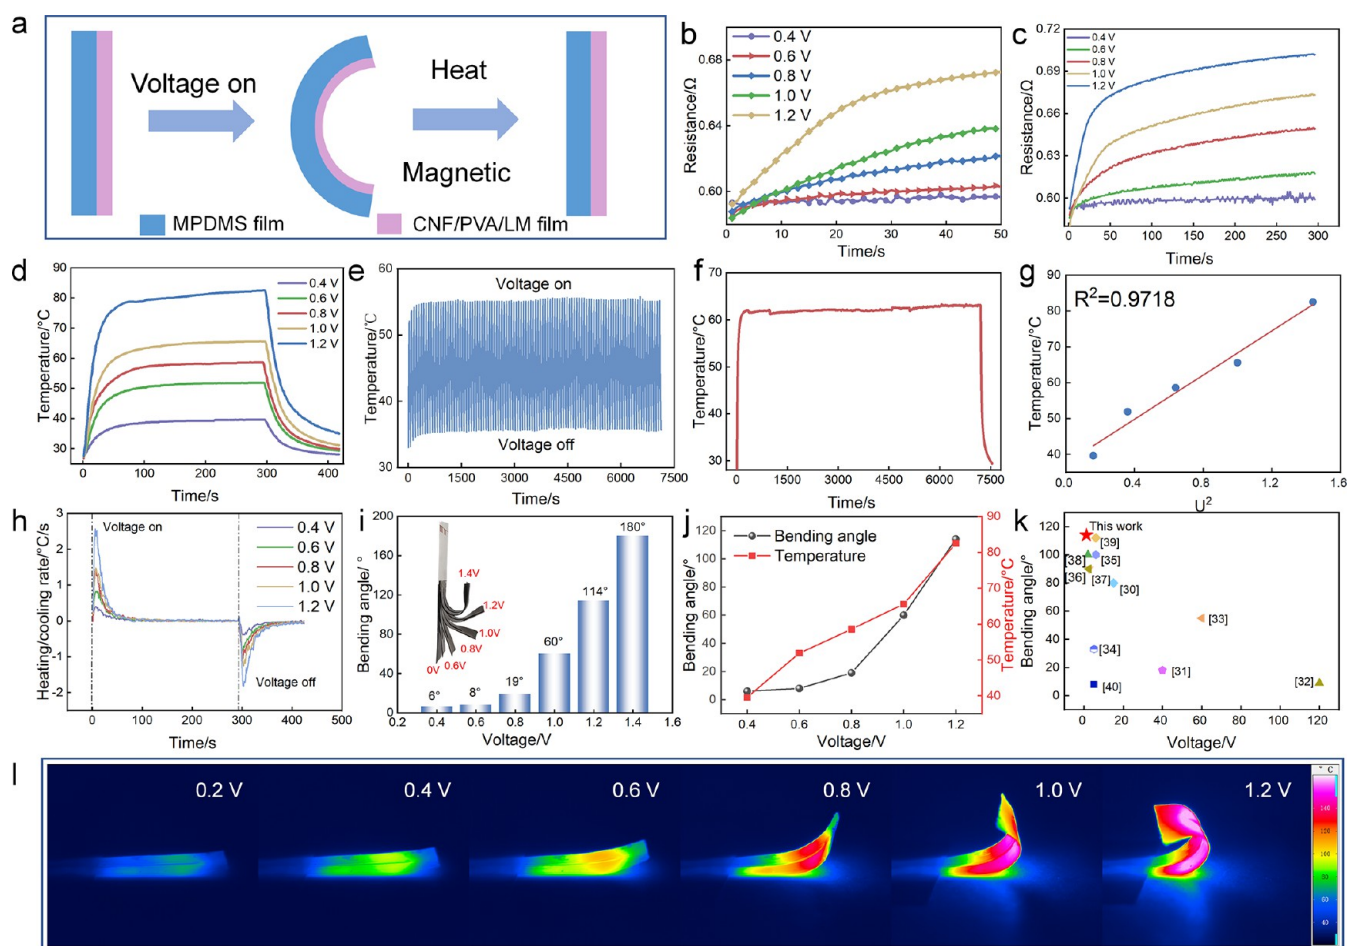 a
Voltage on
Heat
Magnetic
MPDMS film
CNF/PVA/LM film
b
0.4 V
0.6 V
0.8 V
1.0 V
1.2 V
0.68
0.64
0.60
Resistance/Ω
0 10 20 30 40 50
Time/s
c
0.4 V
0.6 V
0.8 V
1.0 V
1.2 V
0.72
0.69
0.66
0.63
0.60
Resistance/Ω
0 50 100 150 200 250 300
Time/s
d
90
80
70
60
50
40
30
Temperature/°C
0.4 V
0.6 V
0.8 V
1.0 V
1.2 V
0 100 200 300 400
Time/s
e
60
50
40
30
Temperature/℃
Voltage on
Voltage off
0 1500 3000 4500 6000 7500
Time/s
f
70
60
50
40
30
Temperature/°C
0 1500 3000 4500 6000 7500
Time/s
g
R²=0.9718
90
80
70
60
50
40
Temperature/°C
0.4 0.8 1.2 1.6
U²
h
3
2
1
0
-1
-2
Heating/cooling rate/°C/s
Voltage on
0.4 V
0.6 V
0.8 V
1.0 V
1.2 V
Voltage off
0 100 200 300 400 500
Time/s
i
200
160
120
80
40
0
Bending angle/ °
1.4V
1.2V
1.0V
0.8V
0.6V
0V
6°
8°
19°
60°
114°
180°
0.2 0.4 0.6 0.8 1.0 1.2 1.4 1.6
Voltage/V
j
Bending angle
Temperature
120
110
100
90
80
70
60
50
40
30
20
10
0
Bending angle/°
90
80
70
60
50
40
Temperature/°C
0.4 0.6 0.8 1.0 1.2
Voltage/V
k
This work
[39]
[38]
[35]
[36]
[37]
[30]
[33]
[34]
[31]
[32]
[40]
120
100
80
60
40
20
0
Bending angle/°
0 20 40 60 80 100 120
Voltage/V
l
0.2 V
0.4 V
0.6 V
0.8 V
1.0 V
1.2 V
° C
140
120
100
80
60
40